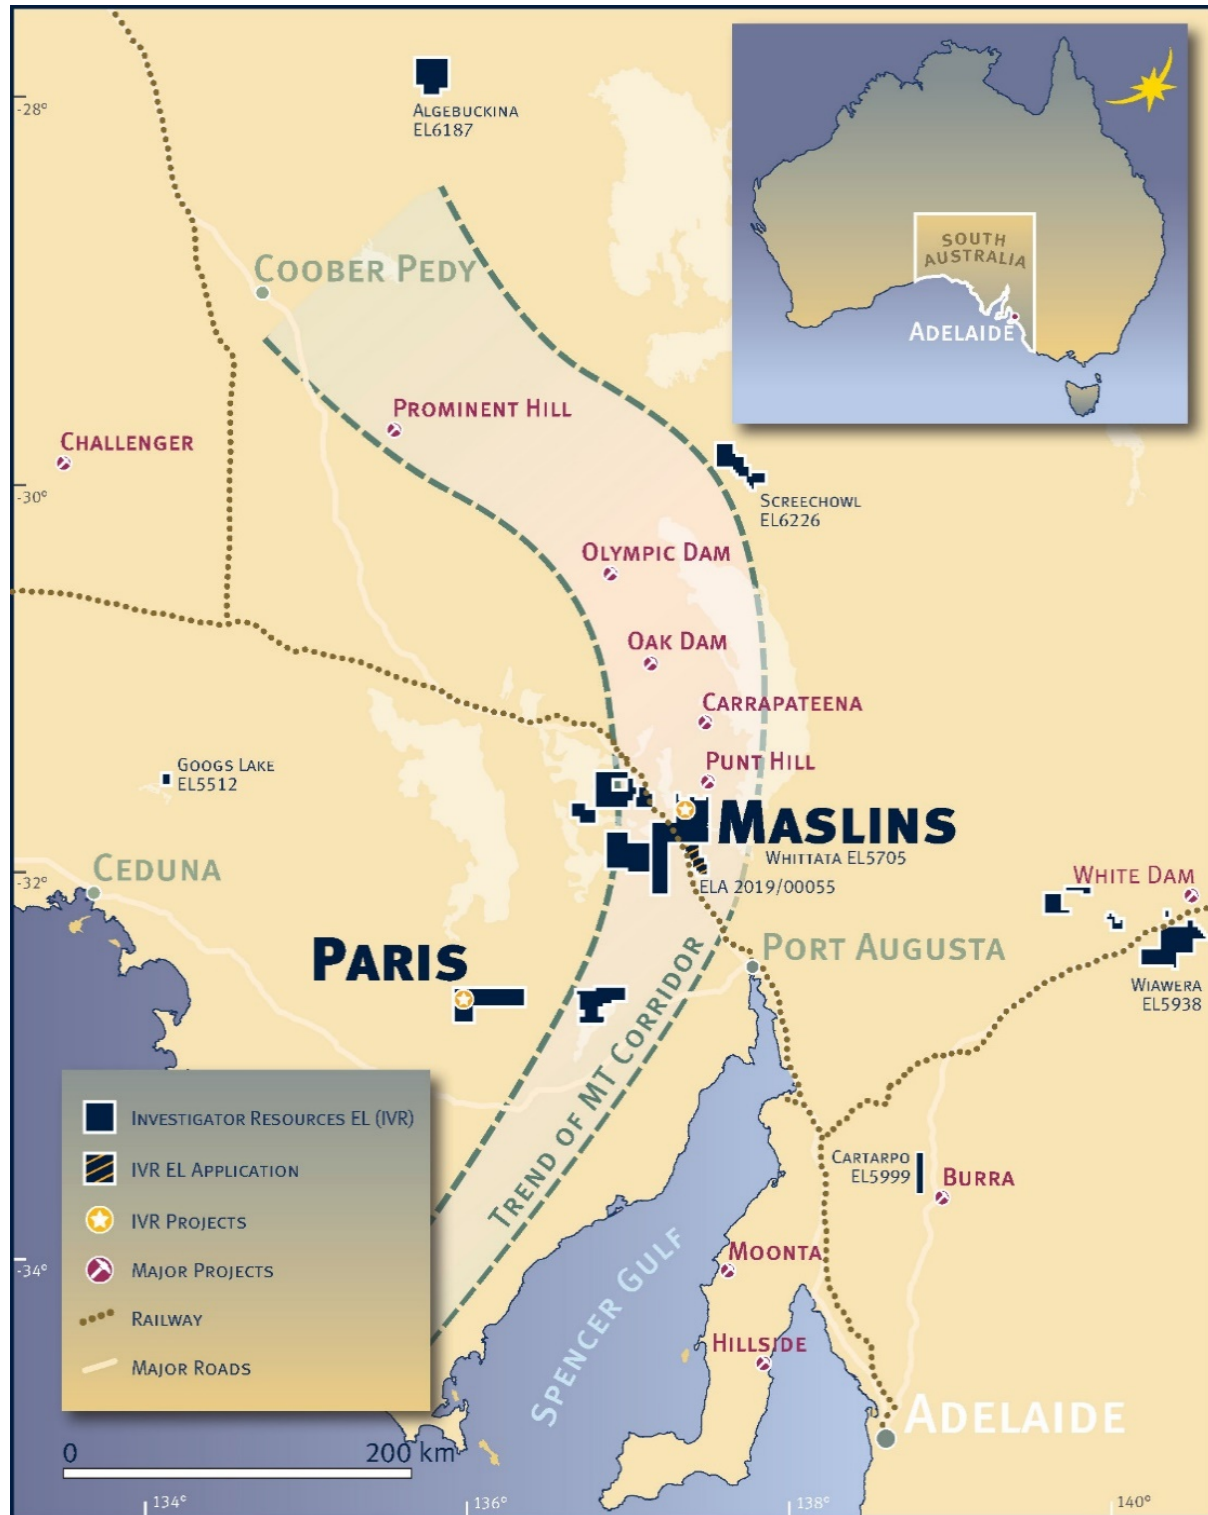 -28°
ALGEBUCKINA
EL6187
SOUTH
AUSTRALIA
ADELAIDE
COOBER PEDY
PROMINENT HILL
CHALLENGER
-30°
SCREECHOWL
EL6226
OLYMPIC DAM
OAK DAM
CARRAPATEENA
PUNT HILL
GOOGS LAKE
EL5512
MASLINS
WHITTATA EL5705
ELA 2019/00055
CEDUNA
-32°
WHITE DAM
PARIS
PORT AUGUSTA
WIAWERA
EL5938
TREND OF MT CORRIDOR
INVESTIGATOR RESOURCES EL (IVR)
IVR EL APPLICATION
IVR PROJECTS
MAJOR PROJECTS
RAILWAY
MAJOR ROADS
CARTARPO
EL5999
BURRA
-34°
MOONTA
SPENCER GULF
HILLSIDE
ADELAIDE
0 200 km
134° 136° 138° 140°